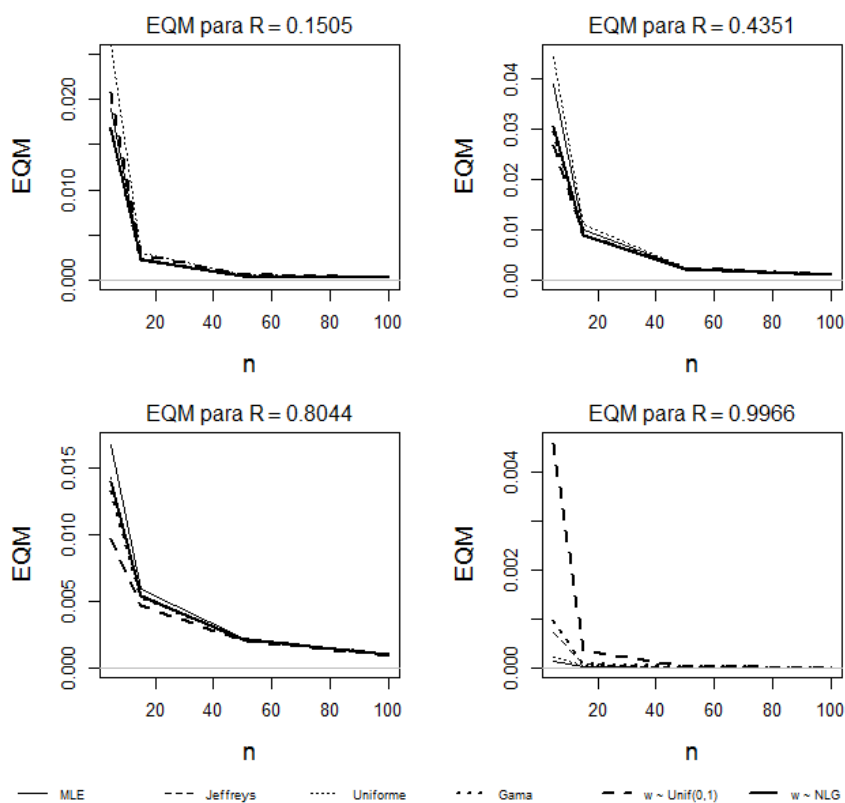 EQM para R = 0.1505
EQM
0.000
0.010
0.020
20 40 60 80 100
n
EQM para R = 0.4351
EQM
0.00
0.01
0.02
0.03
0.04
20 40 60 80 100
n
EQM para R = 0.8044
EQM
0.000
0.005
0.010
0.015
20 40 60 80 100
n
EQM para R = 0.9966
EQM
0.000
0.002
0.004
20 40 60 80 100
n
MLE Jeffreys Uniforme Gama w ~ Unif(0,1) w ~ NLG